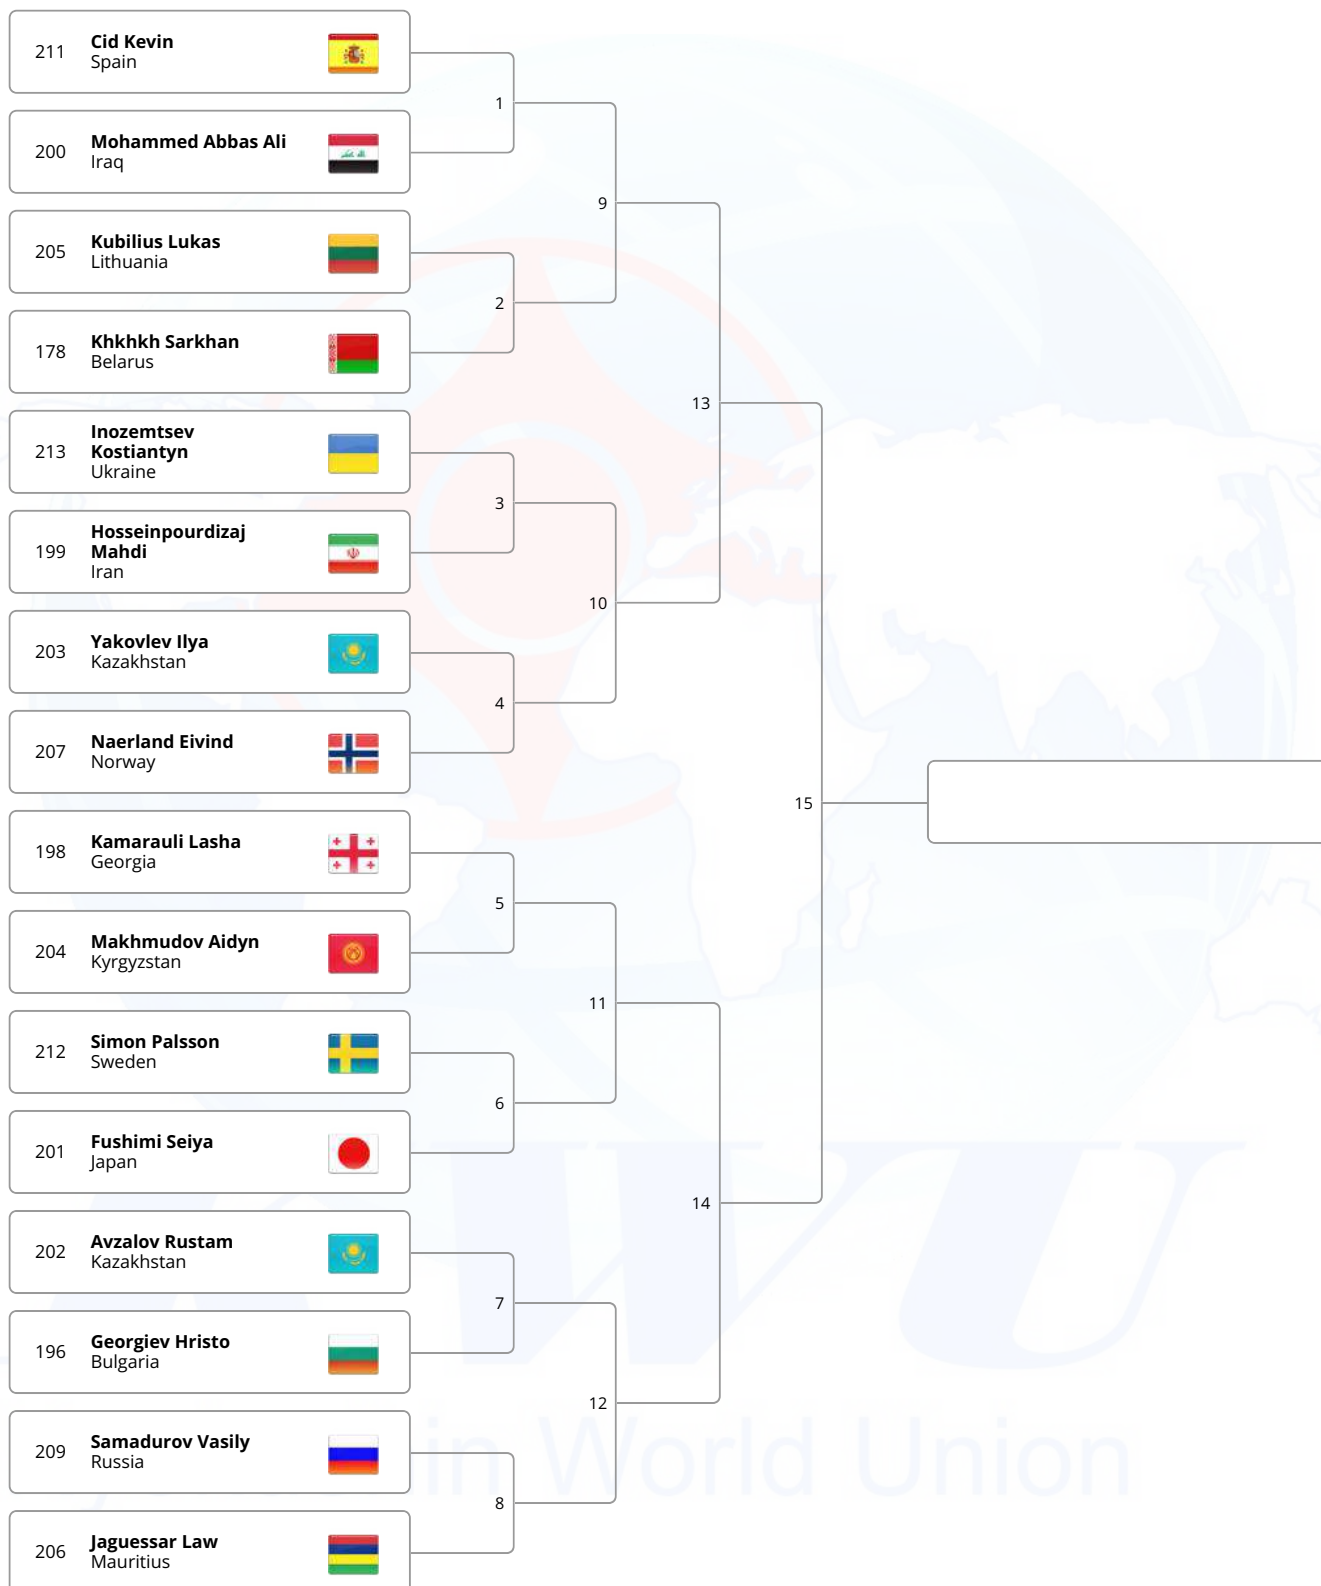 211
Cid Kevin
Spain
200
Mohammed Abbas Ali
Iraq
205
Kubilius Lukas
Lithuania
178
Khkhkh Sarkhan
Belarus
213
Inozemtsev
Kostiantyn
Ukraine
199
Hosseinpourdizaj
Mahdi
Iran
203
Yakovlev Ilya
Kazakhstan
207
Naerland Eivind
Norway
198
Kamarauli Lasha
Georgia
204
Makhmudov Aidyn
Kyrgyzstan
212
Simon Palsson
Sweden
201
Fushimi Seiya
Japan
202
Avzalov Rustam
Kazakhstan
196
Georgiev Hristo
Bulgaria
209
Samadurov Vasily
Russia
206
Jaguessar Law
Mauritius
1
2
3
4
5
6
7
8
9
10
11
12
13
14
15
WU
World Union